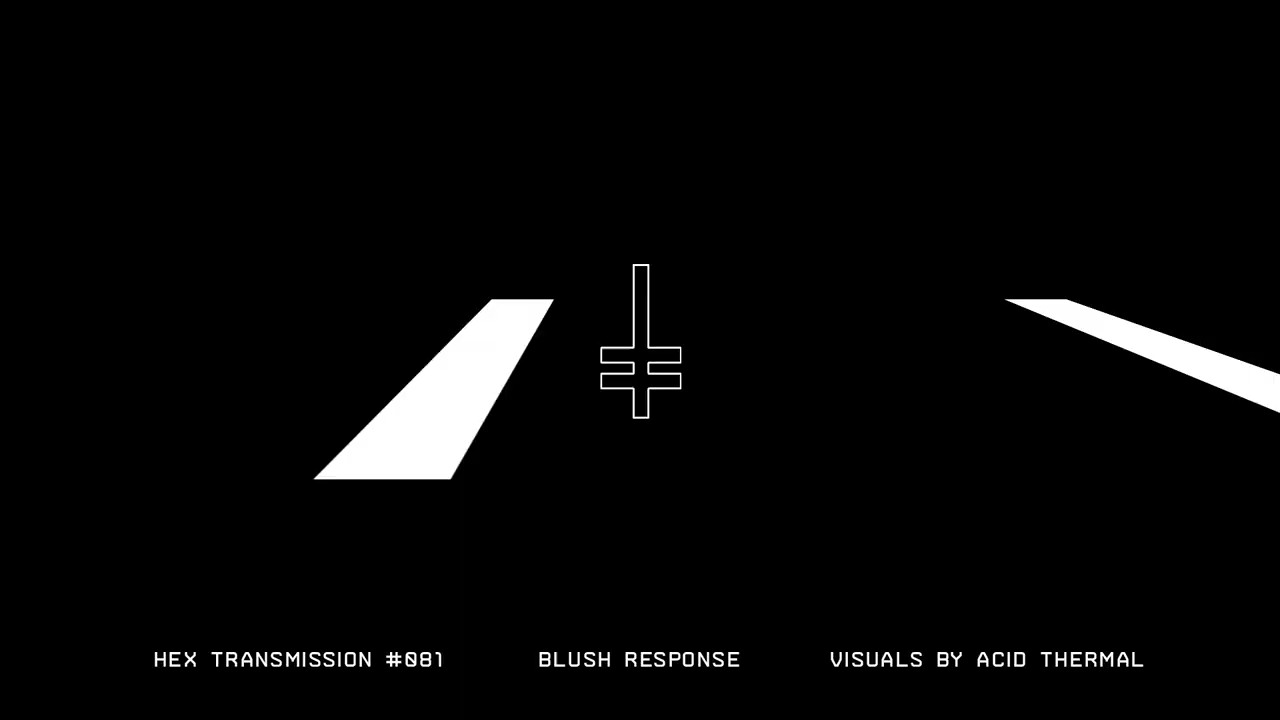 HEX TRANSMISSION #081
BLUSH RESPONSE
VISUALS BY ACID THERMAL